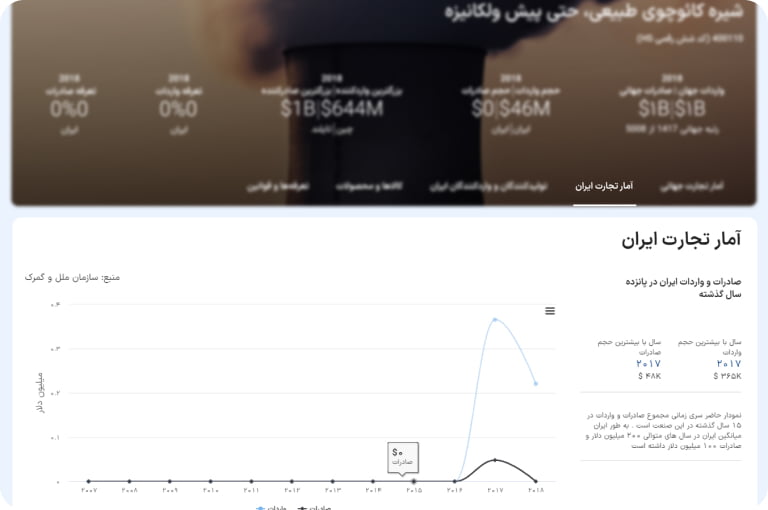 شیره کائوچوی طبیعی، حتی پیش ولکانیزه
400110 (کد شش رقمی HS)
2018
واردات جهان | صادرات جهانی
$1B|$1B
رتبه جهانی 1417 از 5008
2018
حجم واردات | حجم صادرات
$0|$46M
ایران | ایران
2018
بزرگترین واردکننده | بزرگترین صادرکننده
$1B|$644M
چین | تایلند
2018
تعرفه واردات
0%0
ایران
2018
تعرفه صادرات
0%0
ایران
آمار تجارت جهانی
آمار تجارت ایران
تولیدکنندگان و واردکنندگان ایران
کالاها و محصولات
تعرفه‌ها و قوانین
آمار تجارت ایران
صادرات و واردات ایران در پانزده
سال گذشته
سال با بیشترین حجم
واردات
۲۰۱۷
$ ۳۶۵K
سال با بیشترین حجم
صادرات
۲۰۱۷
$ ۴۸K
نمودار حاضر سری زمانی مجموع صادرات و واردات در
۱۵ سال گذشته در این صنعت است . به طور ایران
میانگین ایران در سال های متوالی ۲۰۰ میلیون دلار و
صادرات ۱۰۰ میلیون دلار داشته است
منبع: سازمان ملل و گمرک
میلیون دلار
۰.۴
۰.۳
۰.۲
۰.۱
۰
$۰
صادرات
۲۰۰۷ ۲۰۰۸ ۲۰۰۹ ۲۰۱۰ ۲۰۱۱ ۲۰۱۲ ۲۰۱۳ ۲۰۱۴ ۲۰۱۵ ۲۰۱۶ ۲۰۱۷ ۲۰۱۸
صادرات واردات